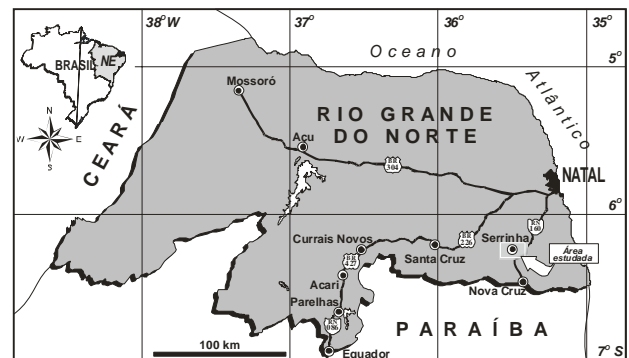 38° W
37°
36°
35°
BRASIL
NE
N
W
E
S
Oceano
Atlântico
5°
Mossoró
RIO GRANDE
DO NORTE
CEARÁ
Açu
BR
304
NATAL
6°
Currais Novos
BR
226
Serrinha
RN
160
Área
estudada
Santa Cruz
BR
427
Acari
Nova Cruz
Parelhas
RN
086
PARAÍBA
100 km
Equador
7° S